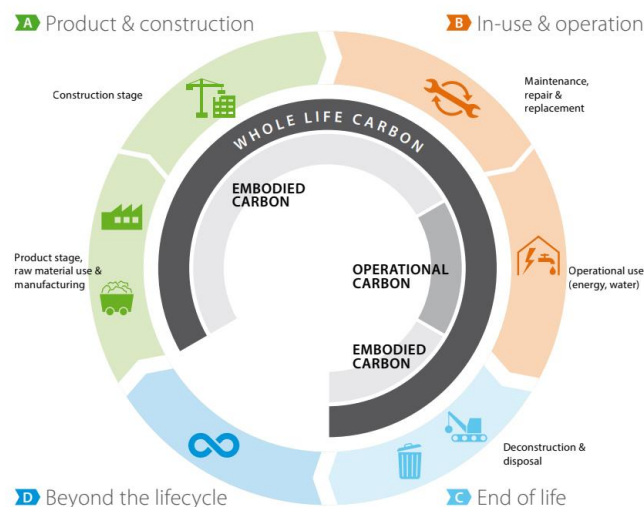 A Product & construction
B In-use & operation
Construction stage
Maintenance,
repair &
replacement
WHOLE LIFE CARBON
EMBODIED
CARBON
Product stage,
raw material use &
manufacturing
OPERATIONAL
CARBON
Operational use
(energy, water)
EMBODIED
CARBON
Deconstruction &
disposal
D Beyond the lifecycle
C End of life